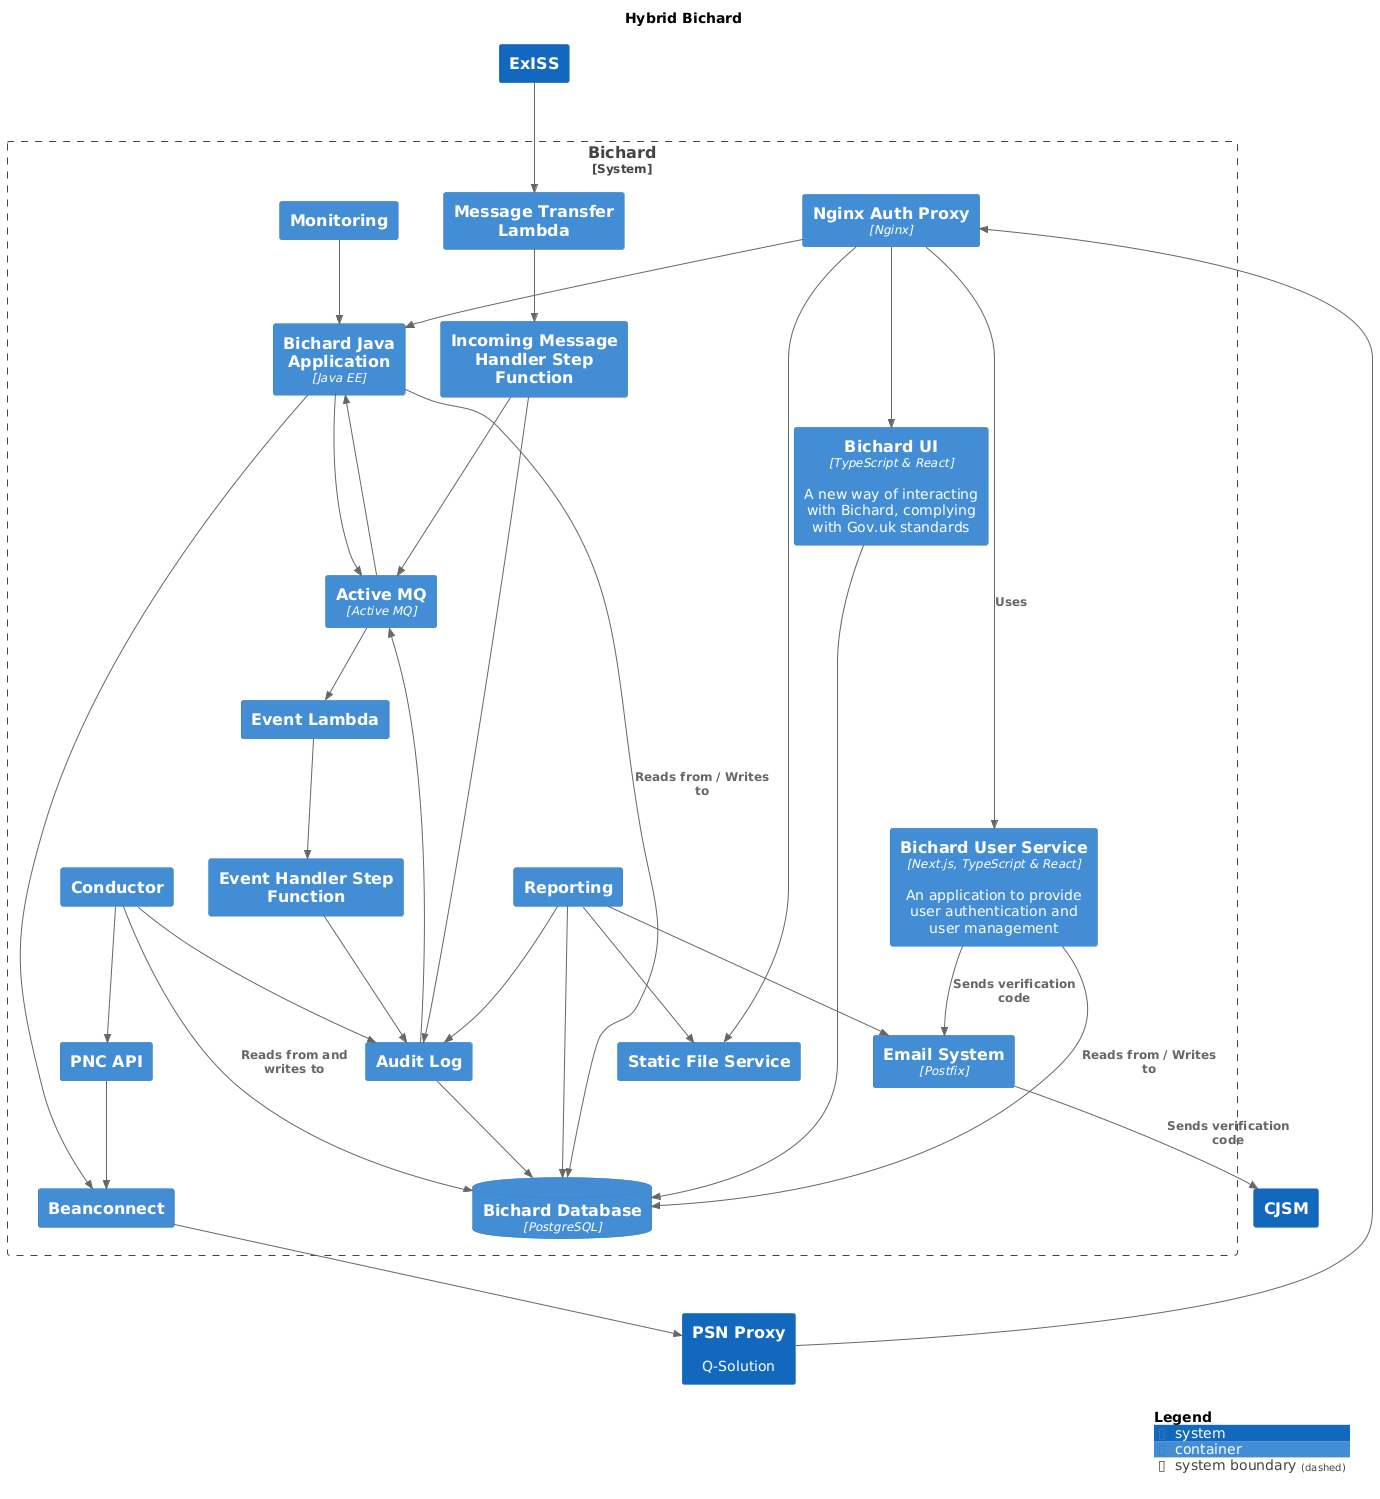 Hybrid Bichard
ExISS
Bichard
[System]
Monitoring
Message Transfer
Lambda
Nginx Auth Proxy
[Nginx]
Bichard Java
Application
[Java EE]
Incoming Message
Handler Step
Function
Bichard UI
[TypeScript & React]
A new way of interacting
with Bichard, complying
with Gov.uk standards
Active MQ
[Active MQ]
Uses
Event Lambda
Reads from / Writes
to
Conductor
Event Handler Step
Function
Reporting
Bichard User Service
[Next.js, TypeScript & React]
An application to provide
user authentication and
user management
Sends verification
code
PNC API
Reads from and
writes to
Audit Log
Static File Service
Email System
[Postfix]
Reads from / Writes
to
Sends verification
code
Beanconnect
Bichard Database
[PostgreSQL]
CJSM
PSN Proxy
Q-Solution
Legend
system
container
system boundary (dashed)